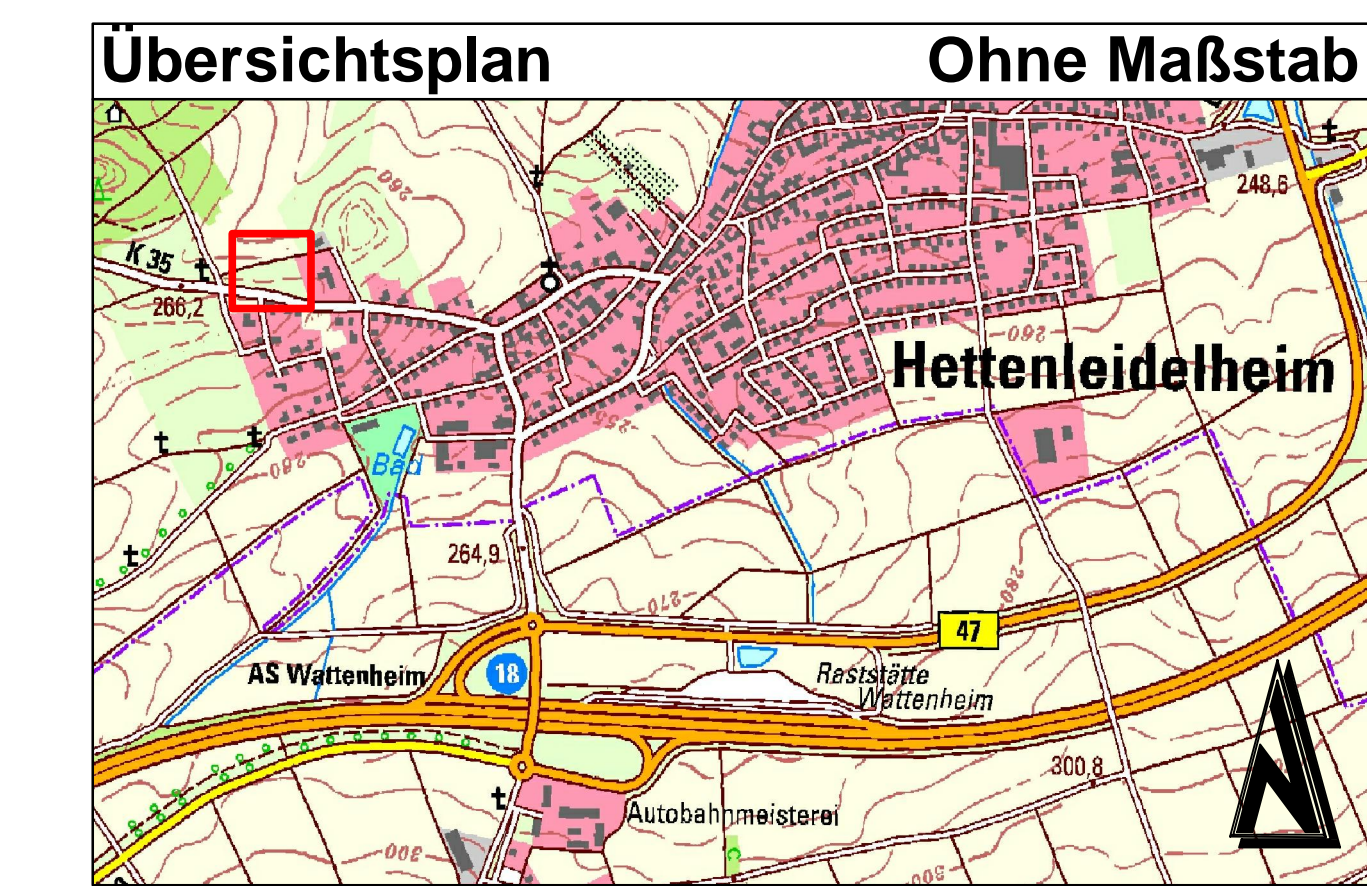 Übersichtsplan Ohne Maßstab
260
248,6
K 35
266,2
260
Hettenleidelheim
255
260
Bad
264,9
280
270
47
AS Wattenheim
18
Raststätte
Wattenheim
300,8
Autobahnmeisterei
300
300
N